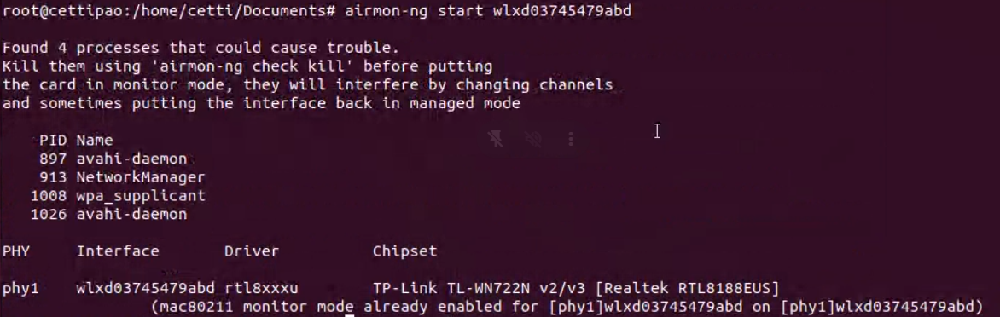 root@cettipao:/home/cetti/Documents# airmon-ng start wlxd03745479abd
Found 4 processes that could cause trouble.
Kill them using 'airmon-ng check kill' before putting
the card in monitor mode, they will interfere by changing channels
and sometimes putting the interface back in managed mode
PID Name
897 avahi-daemon
913 NetworkManager
1008 wpa_supplicant
1026 avahi-daemon
PHY Interface Driver Chipset
phy1 wlxd03745479abd rtl8xxxu TP-Link TL-WN722N v2/v3 [Realtek RTL8188EUS]
(mac80211 monitor mode already enabled for [phy1]wlxd03745479abd on [phy1]wlxd03745479abd)